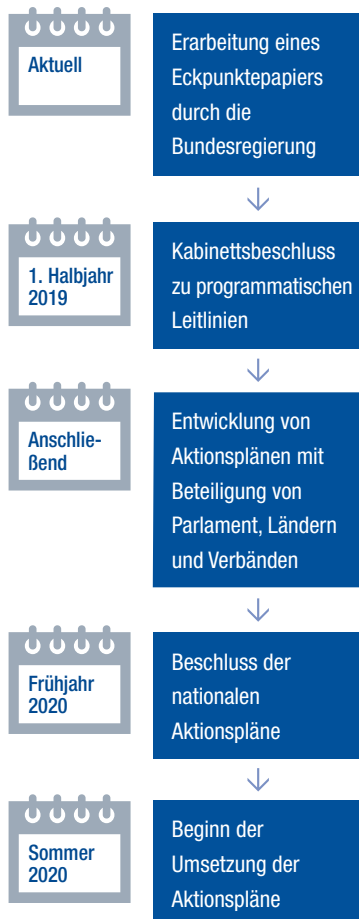 Aktuell
Erarbeitung eines
Eckpunktepapiers
durch die
Bundesregierung
1. Halbjahr
2019
Kabinettsbeschluss
zu programmatischen
Leitlinien
Anschlie-
ßend
Entwicklung von
Aktionsplänen mit
Beteiligung von
Parlament, Ländern
und Verbänden
Frühjahr
2020
Beschluss der
nationalen
Aktionspläne
Sommer
2020
Beginn der
Umsetzung der
Aktionspläne